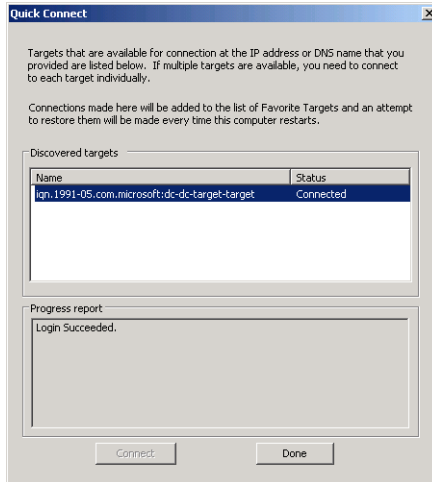 Quick Connect
Targets that are available for connection at the IP address or DNS name that you
provided are listed below. If multiple targets are available, you need to connect
to each target individually.
Connections made here will be added to the list of Favorite Targets and an attempt
to restore them will be made every time this computer restarts.
Discovered targets
Name Status
iqn.1991-05.com.microsoft:dc-dc-target-target Connected
Progress report
Login Succeeded.
Connect Done